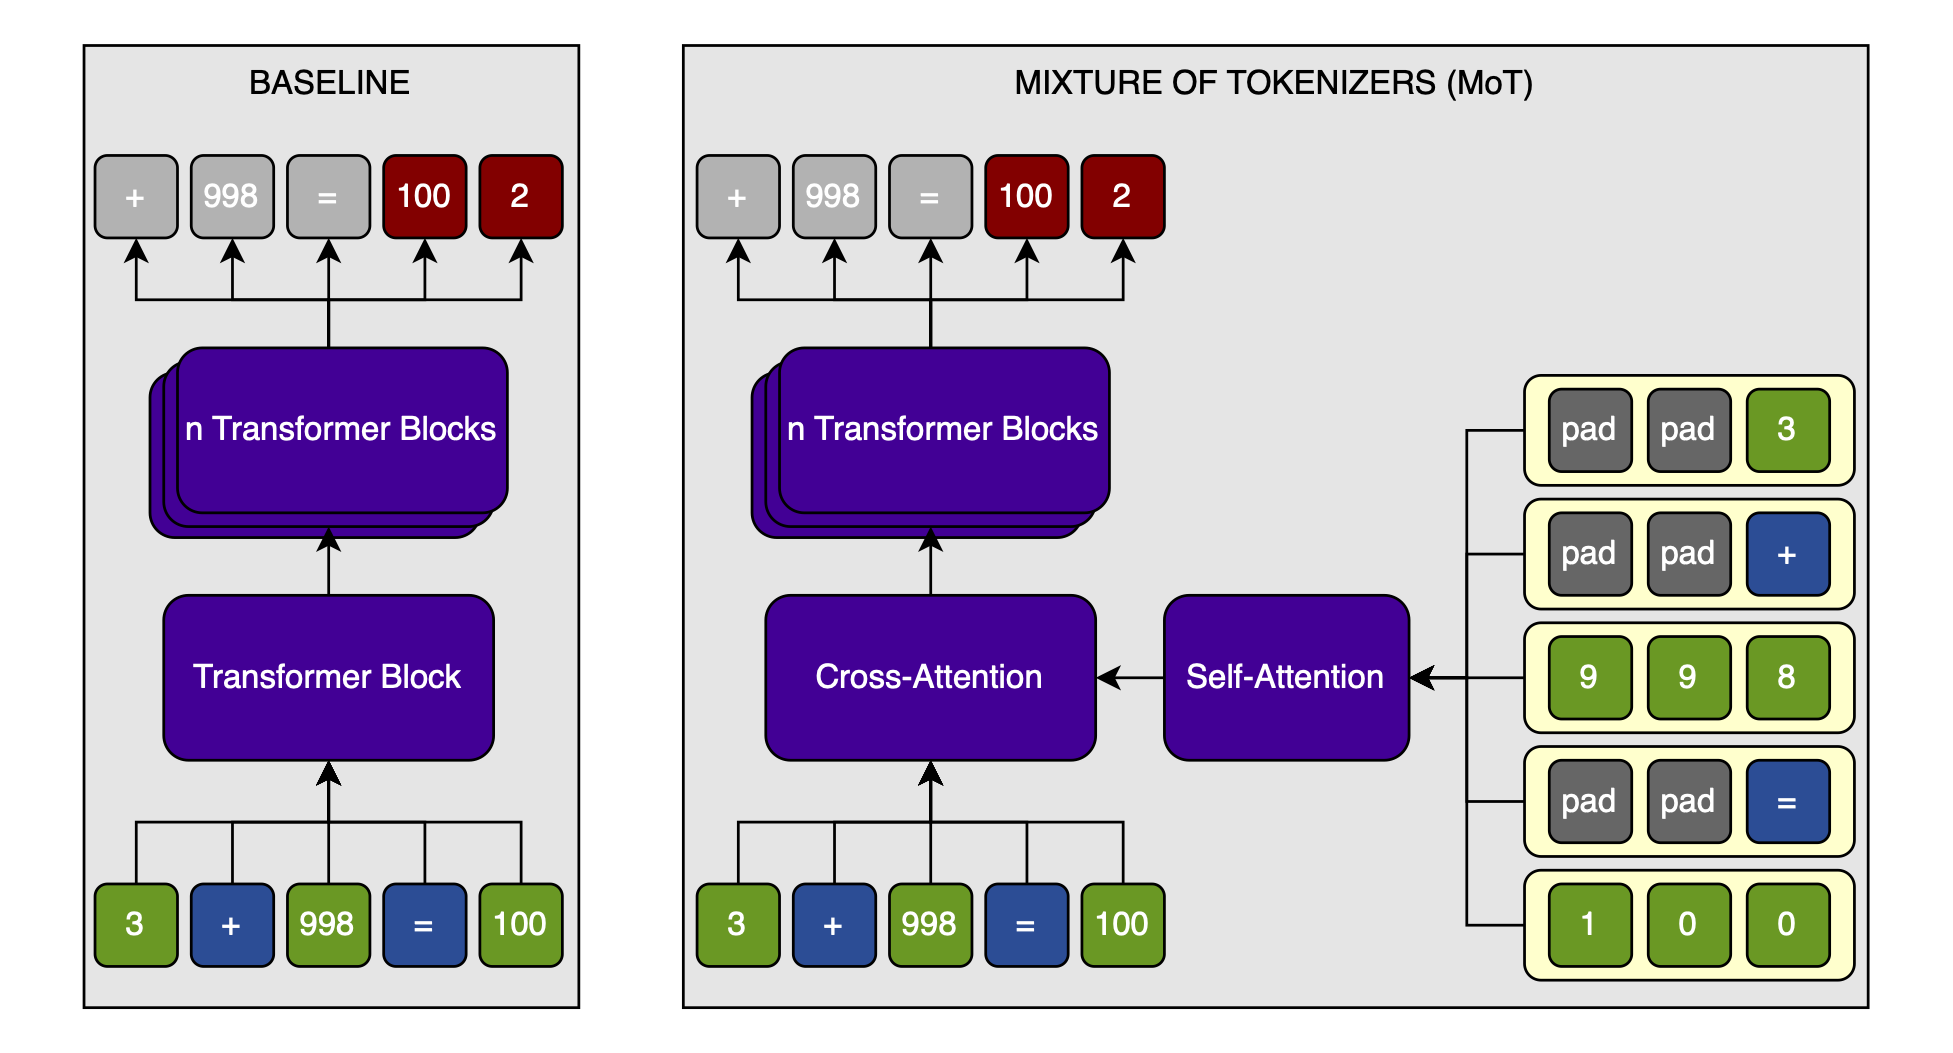 BASELINE
+ 998 = 100 2
n Transformer Blocks
Transformer Block
3 + 998 = 100
MIXTURE OF TOKENIZERS (MoT)
+ 998 = 100 2
n Transformer Blocks
Cross-Attention
Self-Attention
3 + 998 = 100
pad pad 3
pad pad +
9 9 8
pad pad =
1 0 0